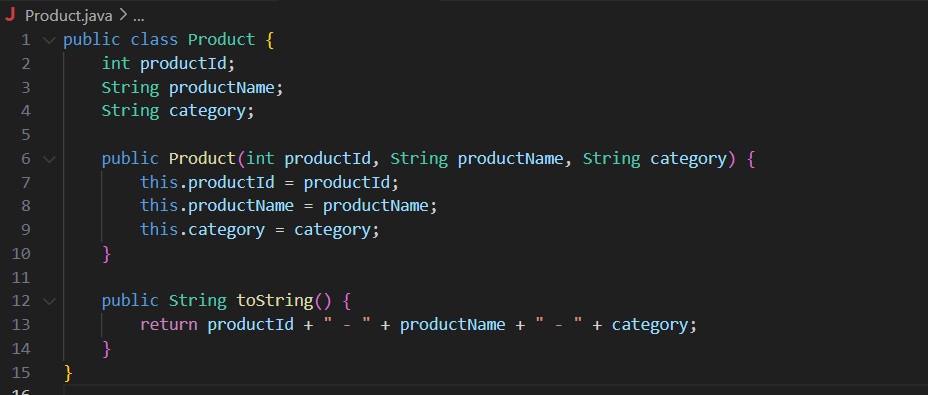 J Product.java > ...
1 public class Product {
2     int productId;
3     String productName;
4     String category;
5
6     public Product(int productId, String productName, String category) {
7         this.productId = productId;
8         this.productName = productName;
9         this.category = category;
10     }
11
12     public String toString() {
13         return productId + " - " + productName + " - " + category;
14     }
15 }
16